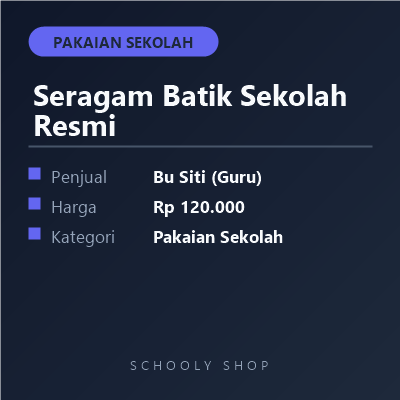 PAKAIAN SEKOLAH
Seragam Batik Sekolah
Resmi
Penjual Bu Siti (Guru)
Harga Rp 120.000
Kategori Pakaian Sekolah
SCHOOLY SHOP